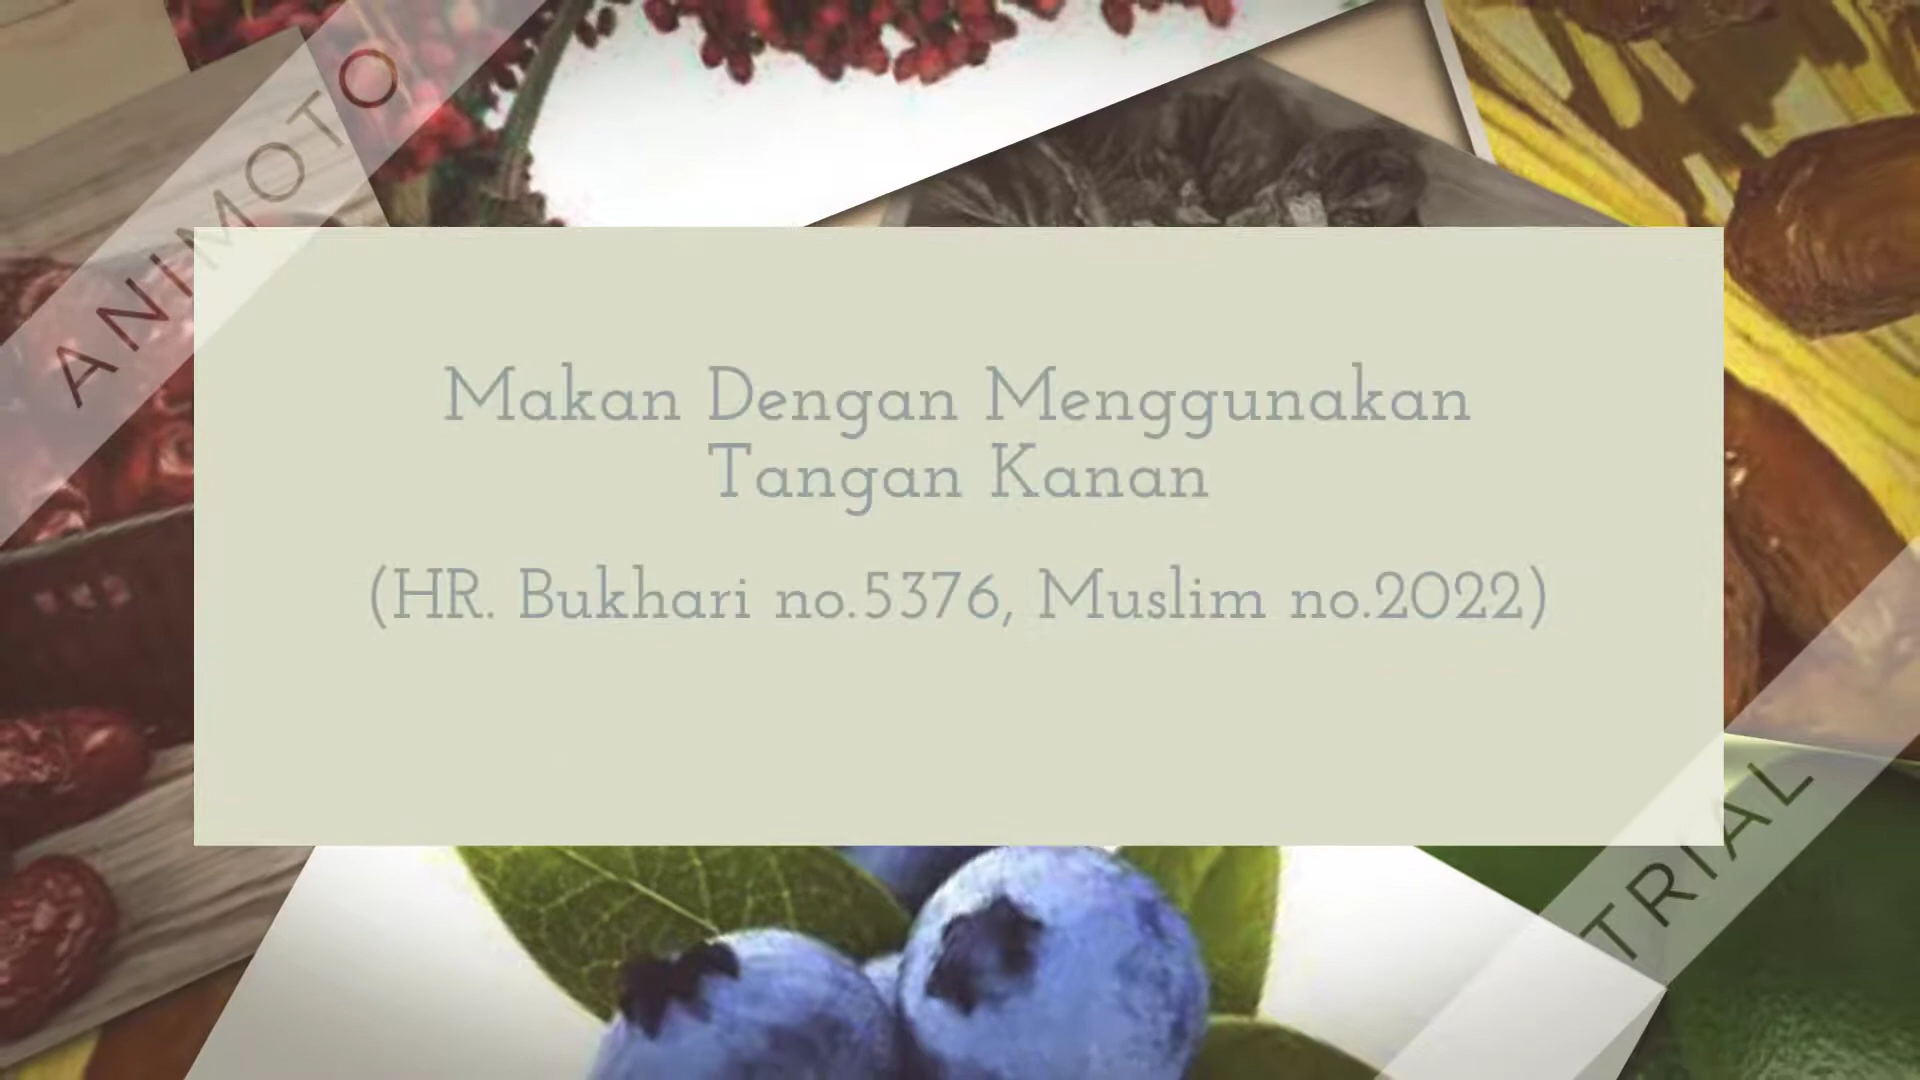 ANIMOTO
Makan Dengan Menggunakan
Tangan Kanan
(HR. Bukhari no.5376, Muslim no.2022)
TRIAL